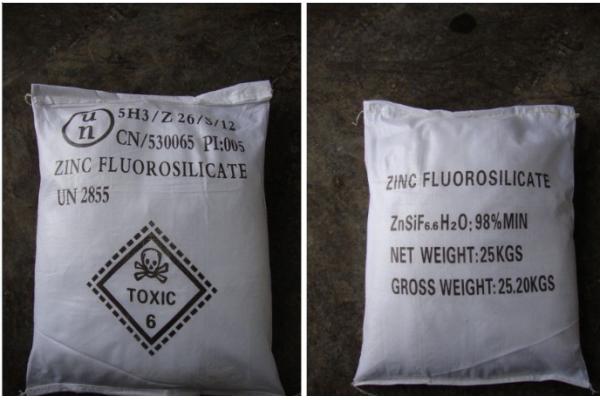 un
5H3/Z 26/S/12
CN/530065 PI:005
ZINC FLUOROSILICATE
UN 2855
TOXIC
6
ZINC FLUOROSILICATE
ZnSiF₆.₆H₂O; 98%MIN
NET WEIGHT: 25KGS
GROSS WEIGHT: 25.20KGS